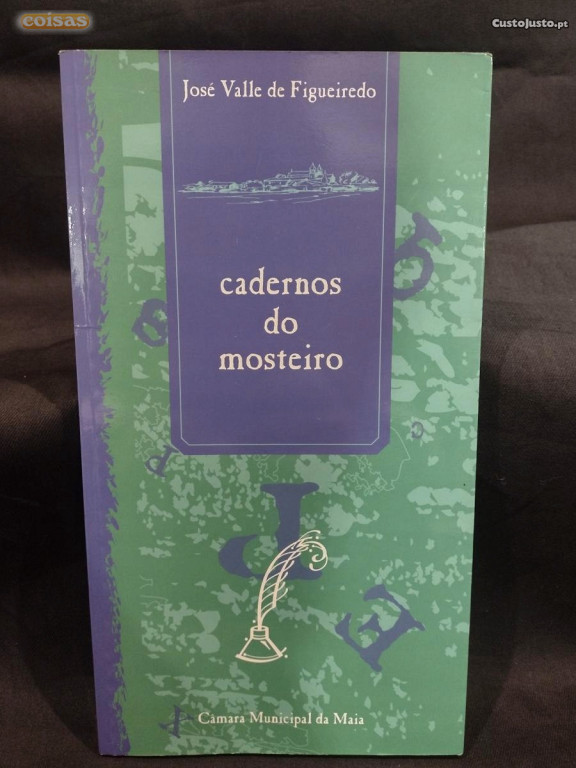 coisas
CustoJusto.pt
José Valle de Figueiredo
cadernos
do
mosteiro
a
B
c
P
P
E
Câmara Municipal da Maia